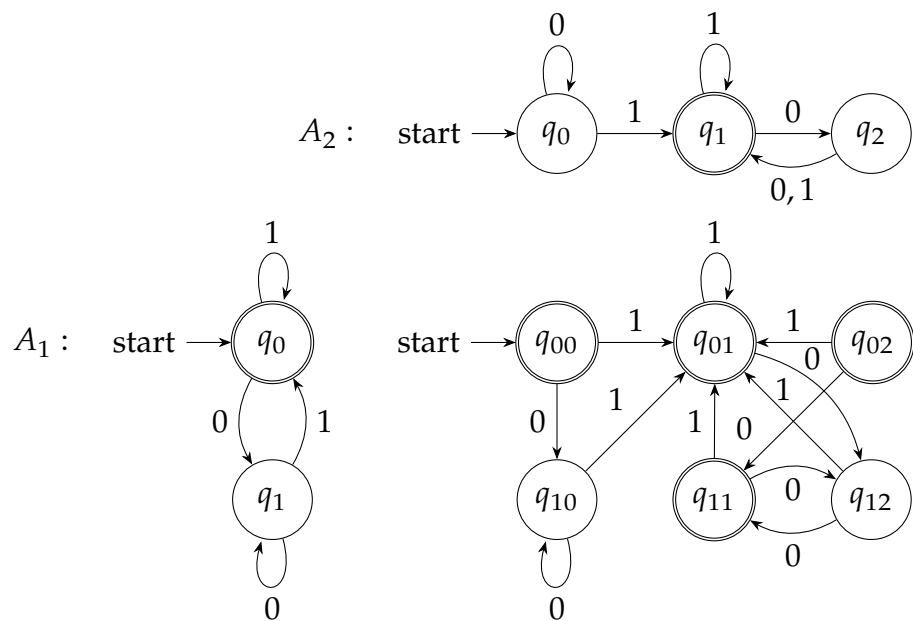 0 1
A₂ : start q₀ 1 q₁ 0 q₂
0, 1
1 1
A₁ : start q₀ start q₀₀ 1 q₀₁ 1 q₀₂
0
0 1 0 1 1 1 0
q₁ q₁₀ q₁₁ 0 q₁₂
0
0 0